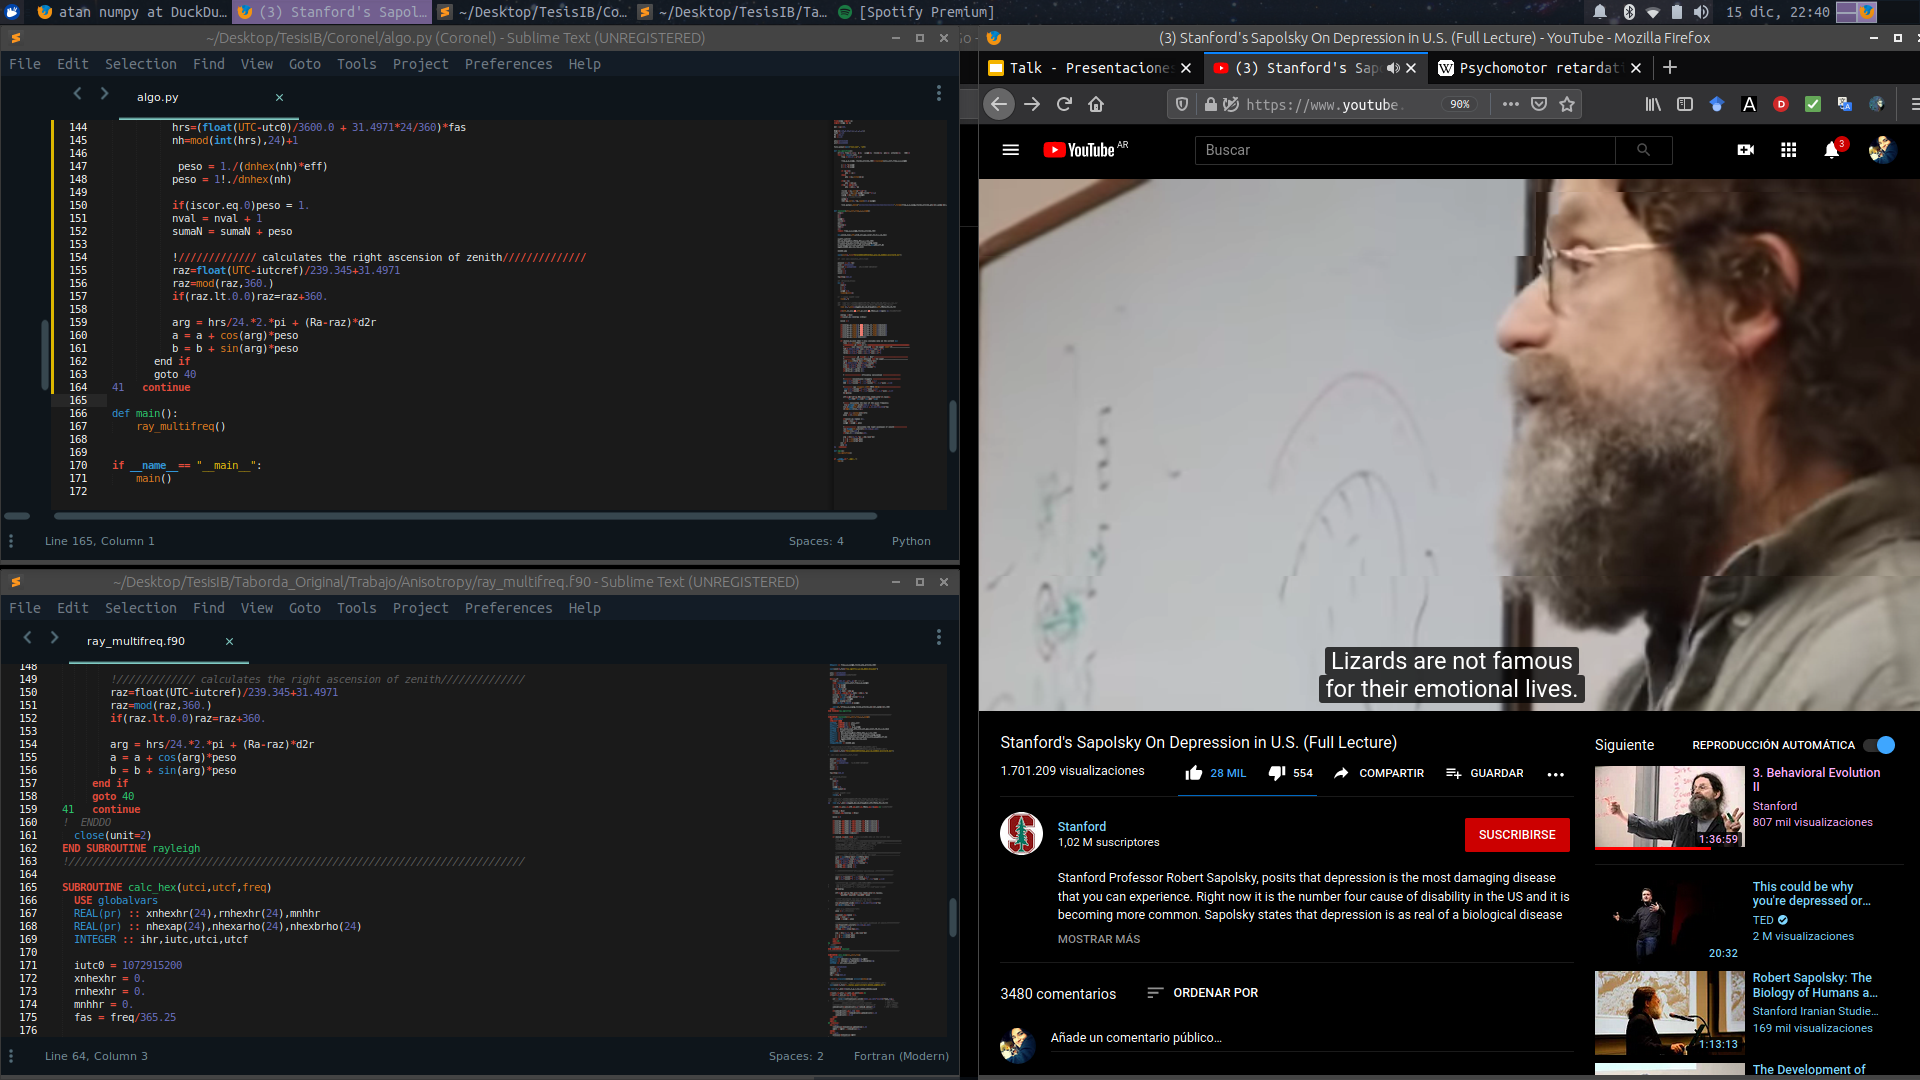 atan numpy at DuckDu...
(3) Stanford's Sapol...
~/Desktop/TesisIB/Co...
~/Desktop/TesisIB/Ta...
[Spotify Premium]
15 dic, 22:40
~/Desktop/TesisIB/Coronel/algo.py (Coronel) - Sublime Text (UNREGISTERED)
File Edit Selection Find View Goto Tools Project Preferences Help
algo.py
144 hrs=(float(UTC-utc0)/3600.0 + 31.4971*24/360)*fas
145 nh=mod(int(hrs),24)+1
146
147 peso = 1./(dnhex(nh)*eff)
148 peso = 1!./dnhex(nh)
149
150 if(iscor.eq.0)peso = 1.
151 nval = nval + 1
152 sumaN = sumaN + peso
153
154 !///////////// calculates the right ascension of zenith//////////////
155 raz=float(UTC-iutcref)/239.345+31.4971
156 raz=mod(raz,360.)
157 if(raz.lt.0.0)raz=raz+360.
158
159 arg = hrs/24.*2.*pi + (Ra-raz)*d2r
160 a = a + cos(arg)*peso
161 b = b + sin(arg)*peso
162 end if
163 goto 40
164 41 continue
165
166 def main():
167 ray_multifreq()
168
169
170 if __name__== "__main__":
171 main()
172
Line 165, Column 1
Spaces: 4
Python
~/Desktop/TesisIB/Taborda_Original/Trabajo/Anisotropy/ray_multifreq.f90 - Sublime Text (UNREGISTERED)
File Edit Selection Find View Goto Tools Project Preferences Help
ray_multifreq.f90
148
149 !///////////// calculates the right ascension of zenith//////////////
150 raz=float(UTC-iutcref)/239.345+31.4971
151 raz=mod(raz,360.)
152 if(raz.lt.0.0)raz=raz+360.
153
154 arg = hrs/24.*2.*pi + (Ra-raz)*d2r
155 a = a + cos(arg)*peso
156 b = b + sin(arg)*peso
157 end if
158 goto 40
159 41 continue
160 ! ENDDO
161 close(unit=2)
162 END SUBROUTINE rayleigh
163 !////////////////////////////////////////////////////////////////////////////
164
165 SUBROUTINE calc_hex(utci,utcf,freq)
166 USE globalvars
167 REAL(pr) :: xnhexhr(24),rnhexhr(24),mnhhr
168 REAL(pr) :: nhexap(24),nhexarho(24),nhexbrho(24)
169 INTEGER :: ihr,iutc,utci,utcf
170
171 iutc0 = 1072915200
172 xnhexhr = 0.
173 rnhexhr = 0.
174 mnhhr = 0.
175 fas = freq/365.25
176
Line 64, Column 3
Spaces: 2
Fortran (Modern)
(3) Stanford's Sapolsky On Depression in U.S. (Full Lecture) - YouTube - Mozilla Firefox
Talk - Presentaciones
(3) Stanford's Sap
Psychomotor retardat
https://www.youtube.
90%
YouTube AR
Buscar
3
Lizards are not famous
for their emotional lives.
Stanford's Sapolsky On Depression in U.S. (Full Lecture)
1.701.209 visualizaciones
28 MIL
554
COMPARTIR
GUARDAR
Stanford
1,02 M suscriptores
SUSCRIBIRSE
Stanford Professor Robert Sapolsky, posits that depression is the most damaging disease
that you can experience. Right now it is the number four cause of disability in the US and it is
becoming more common. Sapolsky states that depression is as real of a biological disease
MOSTRAR MÁS
3480 comentarios
ORDENAR POR
Añade un comentario público...
Siguiente
REPRODUCCIÓN AUTOMÁTICA
3. Behavioral Evolution
II
Stanford
807 mil visualizaciones
1:36:59
This could be why
you're depressed or...
TED
2 M visualizaciones
20:32
Robert Sapolsky: The
Biology of Humans a...
Stanford Iranian Studie...
169 mil visualizaciones
1:13:13
The Development of